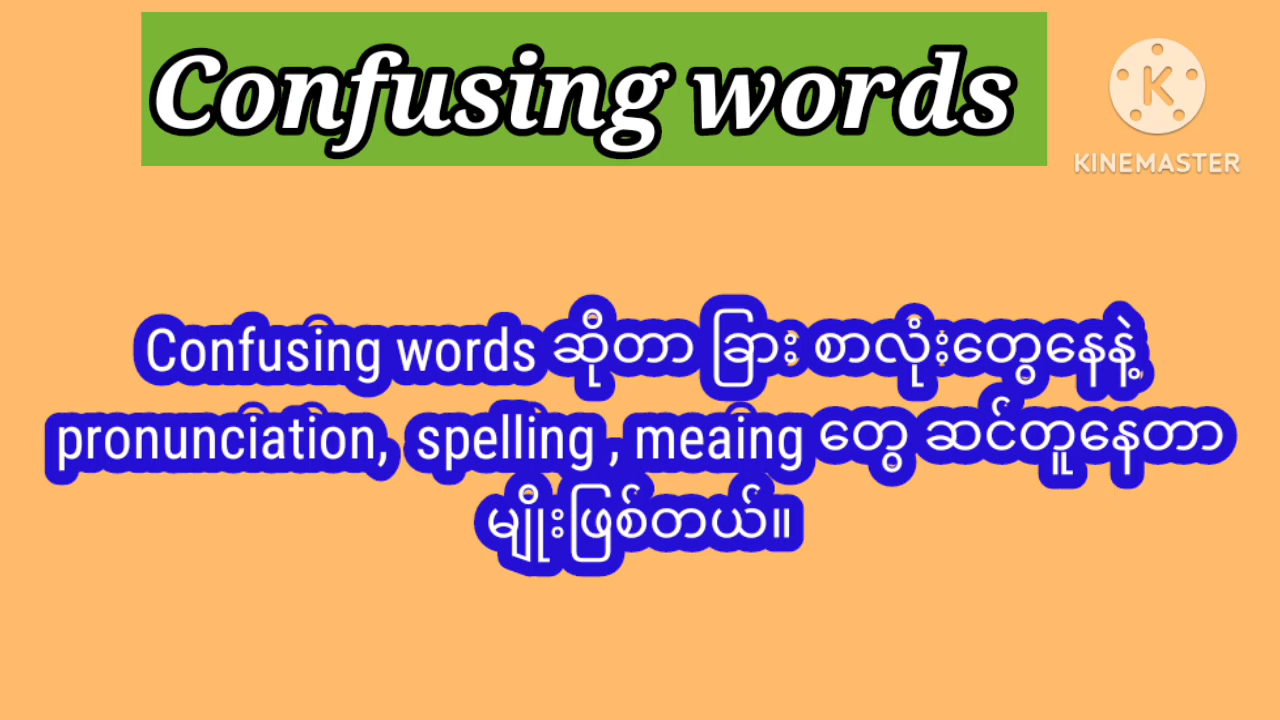 Confusing words
KINEMASTER
Confusing words ဆိုတာ ခြား စာလုံးတွေနေနဲ့
pronunciation, spelling , meaing တွေ ဆင်တူနေတာ
မျိုးဖြစ်တယ်။